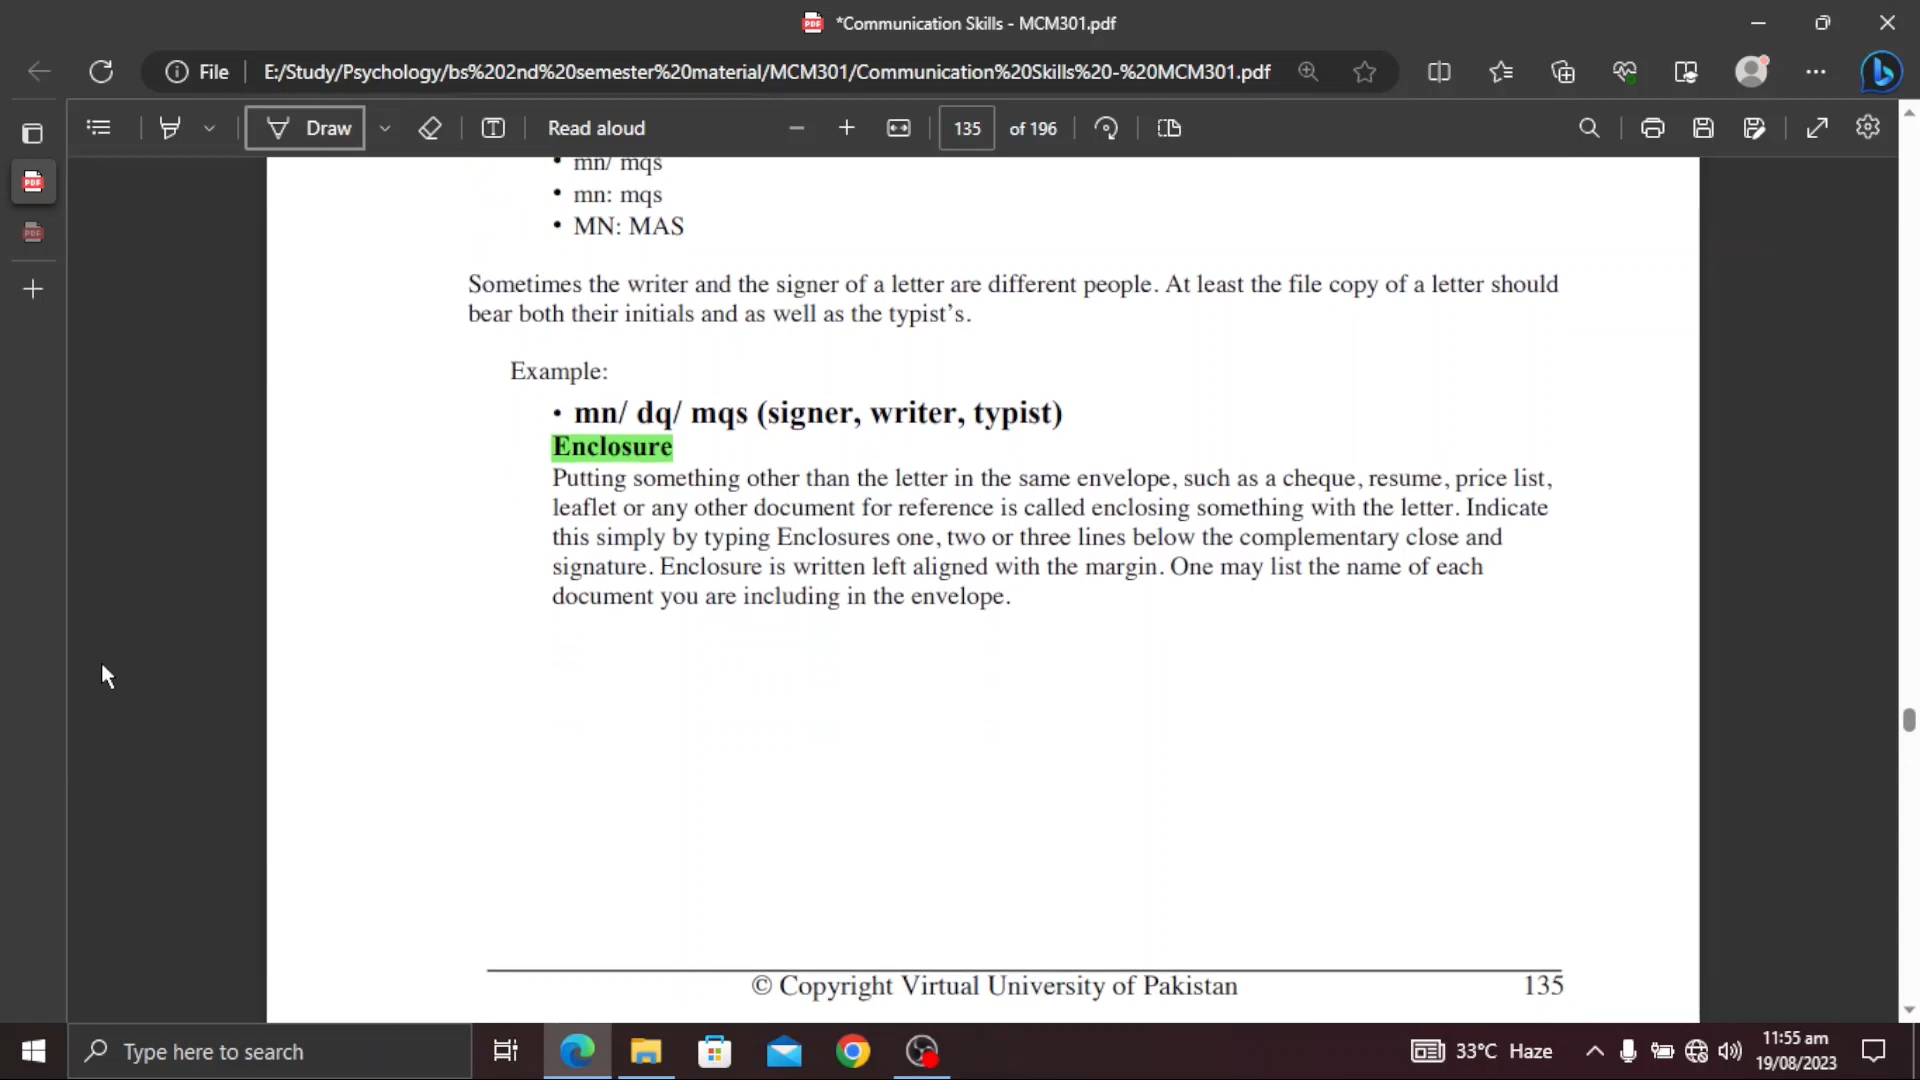 *Communication Skills - MCM301.pdf
File
E:/Study/Psychology/bs%202nd%20semester%20material/MCM301/Communication%20Skills%20-%20MCM301.pdf
Draw
Read aloud
135
of 196
• mn/ mqs
• mn: mqs
• MN: MAS
Sometimes the writer and the signer of a letter are different people. At least the file copy of a letter should
bear both their initials and as well as the typist's.
Example:
• mn/ dq/ mqs (signer, writer, typist)
Enclosure
Putting something other than the letter in the same envelope, such as a cheque, resume, price list,
leaflet or any other document for reference is called enclosing something with the letter. Indicate
this simply by typing Enclosures one, two or three lines below the complementary close and
signature. Enclosure is written left aligned with the margin. One may list the name of each
document you are including in the envelope.
© Copyright Virtual University of Pakistan
135
Type here to search
33°C Haze
11:55 am
19/08/2023